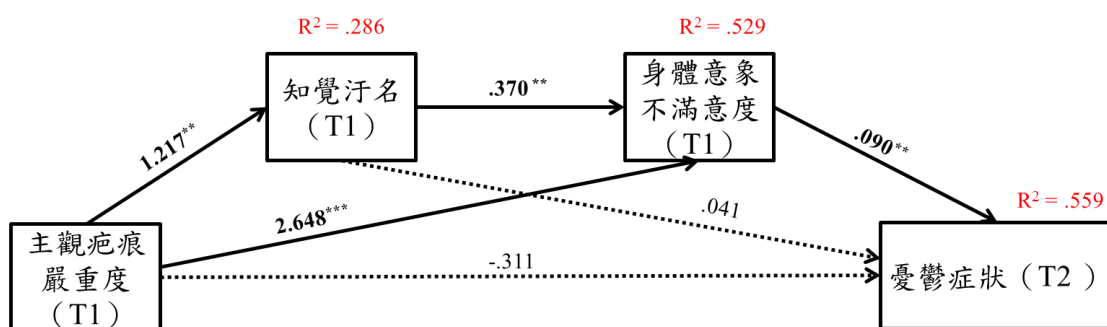 R² = .286
R² = .529
知覺汙名
（T1）
.370 **
身體意象
不滿意度
（T1）
1.217**
.090**
2.648***
.041
R² = .559
主觀疤痕
嚴重度
（T1）
-.311
憂鬱症狀（T2 ）